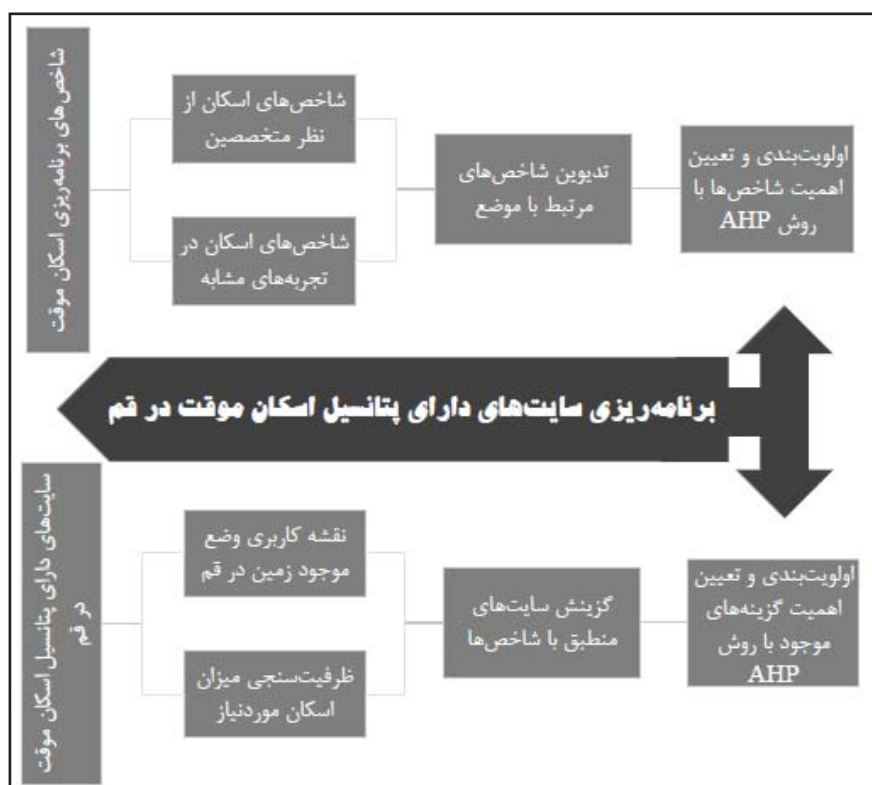 شاخص‌های برنامه‌ریزی اسکان موقت
شاخص‌های اسکان از
نظر متخصصین
شاخص‌های اسکان در
تجربه‌های مشابه
تدیوین شاخص‌های
مرتبط با موضع
اولویت‌بندی و تعیین
اهمیت شاخص‌ها با
روش AHP
برنامه‌ریزی سایت‌های دارای پتانسیل اسکان موقت در قم
سایت‌های دارای پتانسیل اسکان موقت
در قم
نقشه کاربری وضع
موجود زمین در قم
ظرفیت‌سنجی میزان
اسکان موردنیاز
گزینش سایت‌های
منطبق با شاخص‌ها
اولویت‌بندی و تعیین
اهمیت گزینه‌های
موجود با روش
AHP